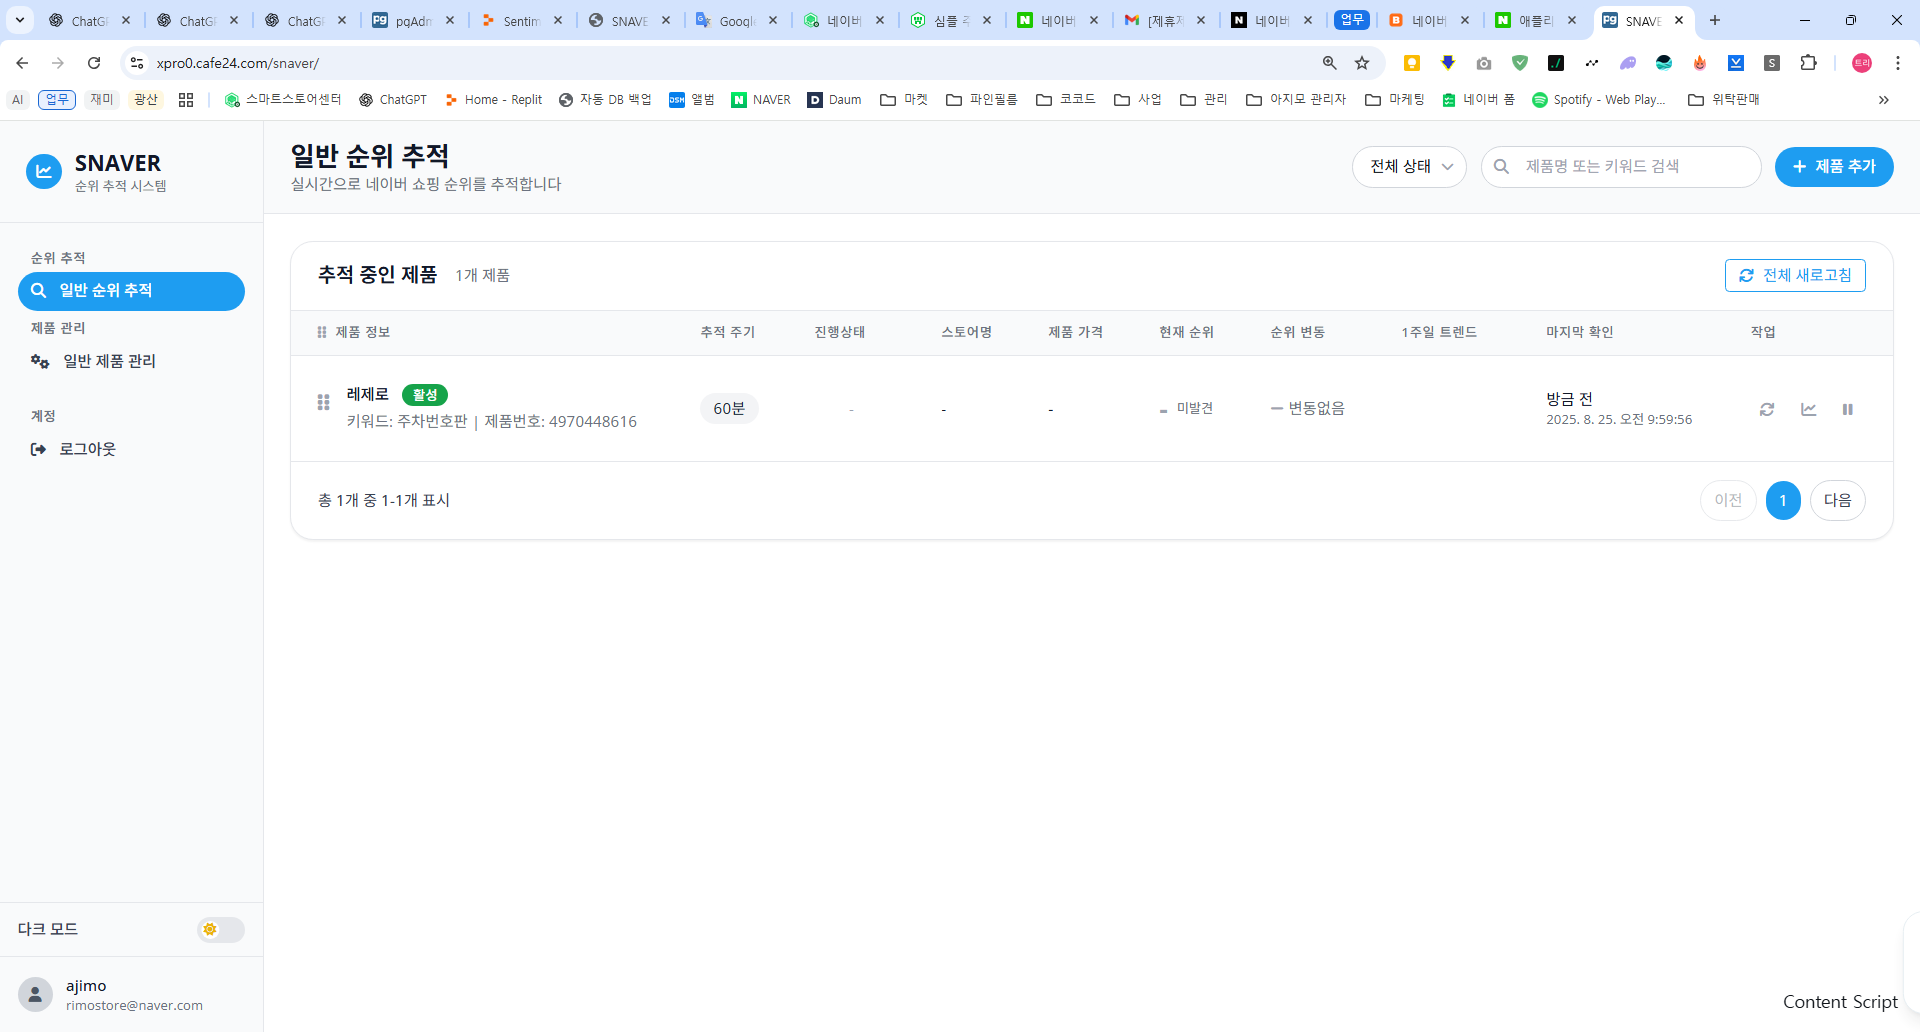 ChatGP
ChatGP
ChatGP
pgAdm
Sentim
SNAVE
Google
네이버
심플 주
네이버
[제휴저
네이버
업무
네이버
애플리
SNAVE
xpro0.cafe24.com/snaver/
트리
AI
업무
재미
광산
스마트스토어센터
ChatGPT
Home - Replit
자동 DB 백업
앨범
NAVER
Daum
마켓
파인필름
코코드
사업
관리
아지모 관리자
마케팅
네이버 폼
Spotify - Web Play...
위탁판매
SNAVER
순위 추적 시스템
순위 추적
일반 순위 추적
제품 관리
일반 제품 관리
계정
로그아웃
다크 모드
ajimo
rimostore@naver.com
일반 순위 추적
실시간으로 네이버 쇼핑 순위를 추적합니다
전체 상태
제품명 또는 키워드 검색
+ 제품 추가
추적 중인 제품 1개 제품
전체 새로고침
제품 정보 추적 주기 진행상태 스토어명 제품 가격 현재 순위 순위 변동 1주일 트렌드 마지막 확인 작업
레제로 활성
키워드: 주차번호판 | 제품번호: 4970448616
60분
-
-
-
미발견
변동없음
방금 전
2025. 8. 25. 오전 9:59:56
총 1개 중 1-1개 표시
이전
1
다음
Content Script